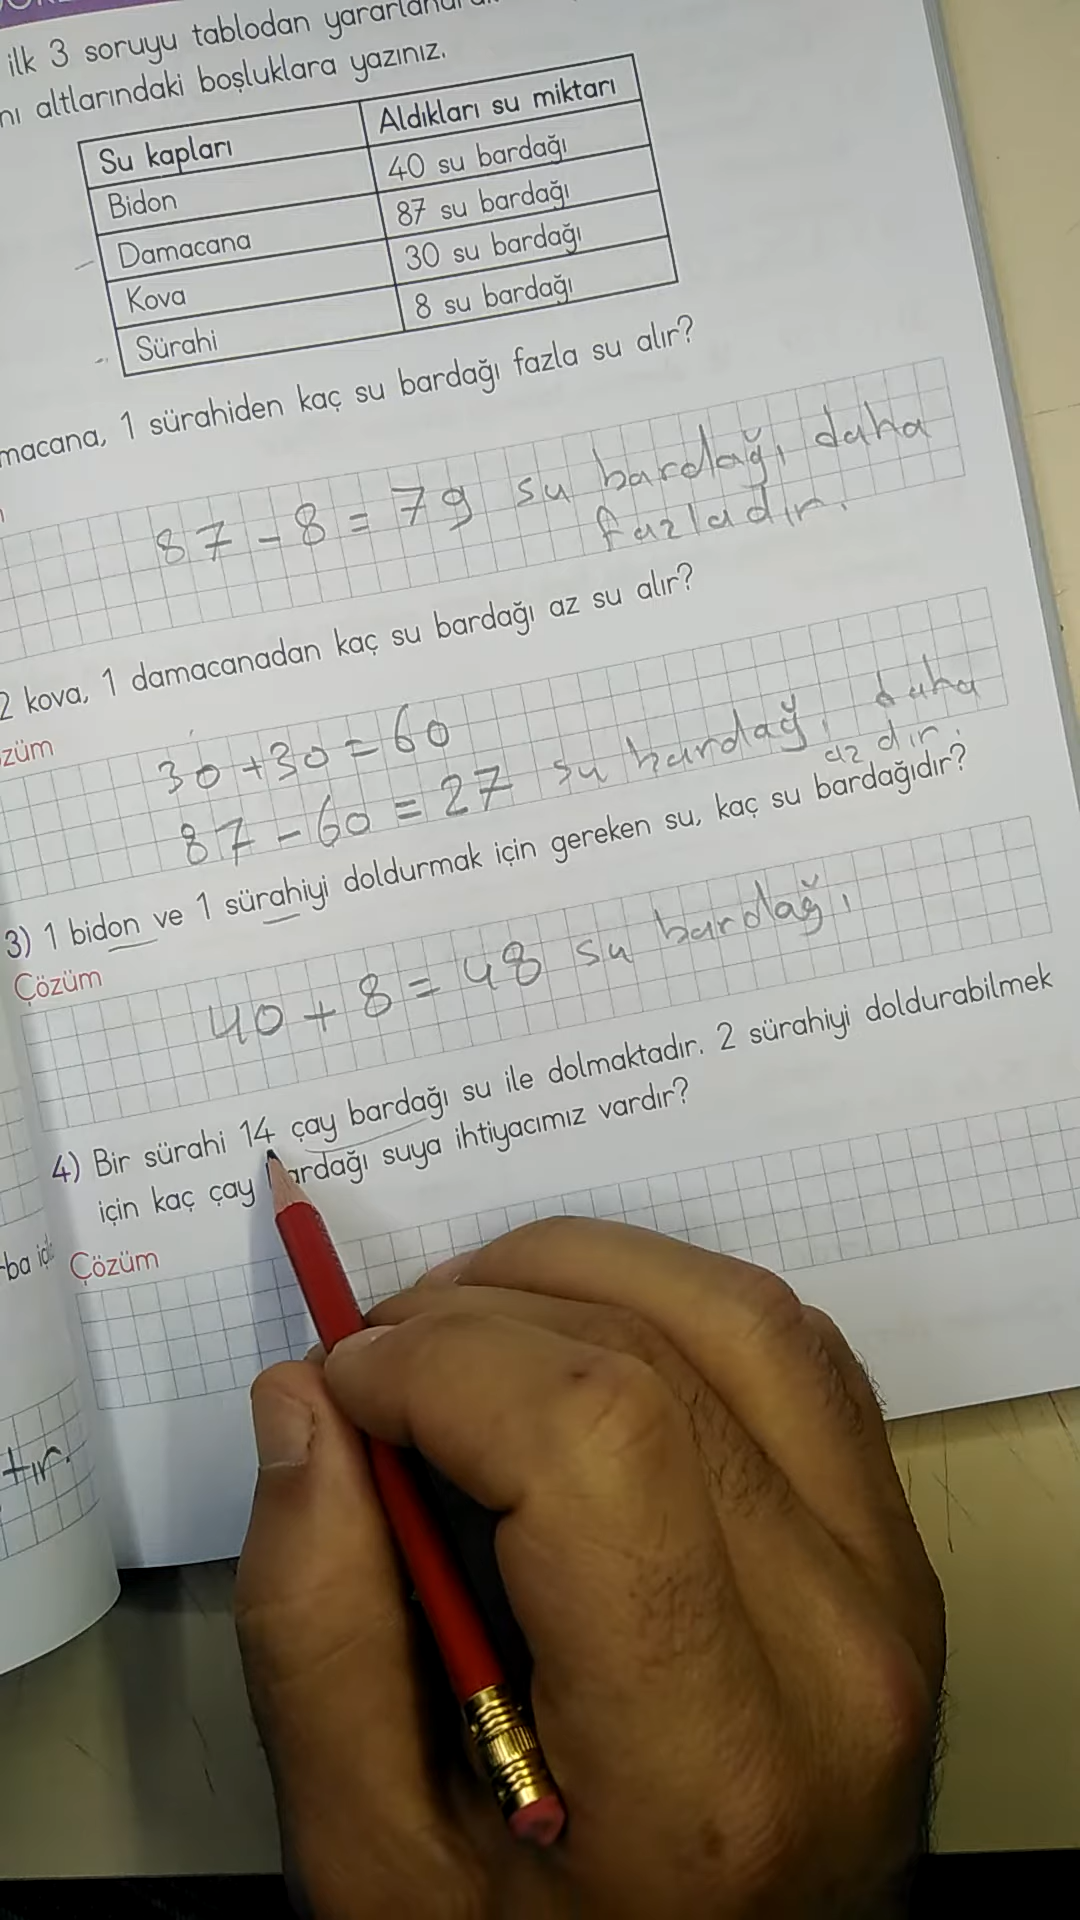 ilk 3 soruyu tablodan
altlarındaki boşluklara yazınız.
Su kapları Aldıkları su miktarı
Bidon 40 su bardağı
Damacana 87 su bardağı
Kova 30 su bardağı
Sürahi 8 su bardağı
macana, 1 sürahiden kaç su bardağı fazla su alır?
87 - 8 = 79 su bardağı daha
fazladır.
2 kova, 1 damacanadan kaç su bardağı az su alır?
züm
30 + 30 = 60
87 - 60 = 27 su bardağı daha
az dır.
3) 1 bidon ve 1 sürahiyi doldurmak için gereken su, kaç su bardağıdır?
Çözüm
40 + 8 = 48 su bardağı
4) Bir sürahi 14 çay bardağı su ile dolmaktadır. 2 sürahiyi doldurabilmek
için kaç çay ardağı suya ihtiyacımız vardır?
Çözüm
tır.